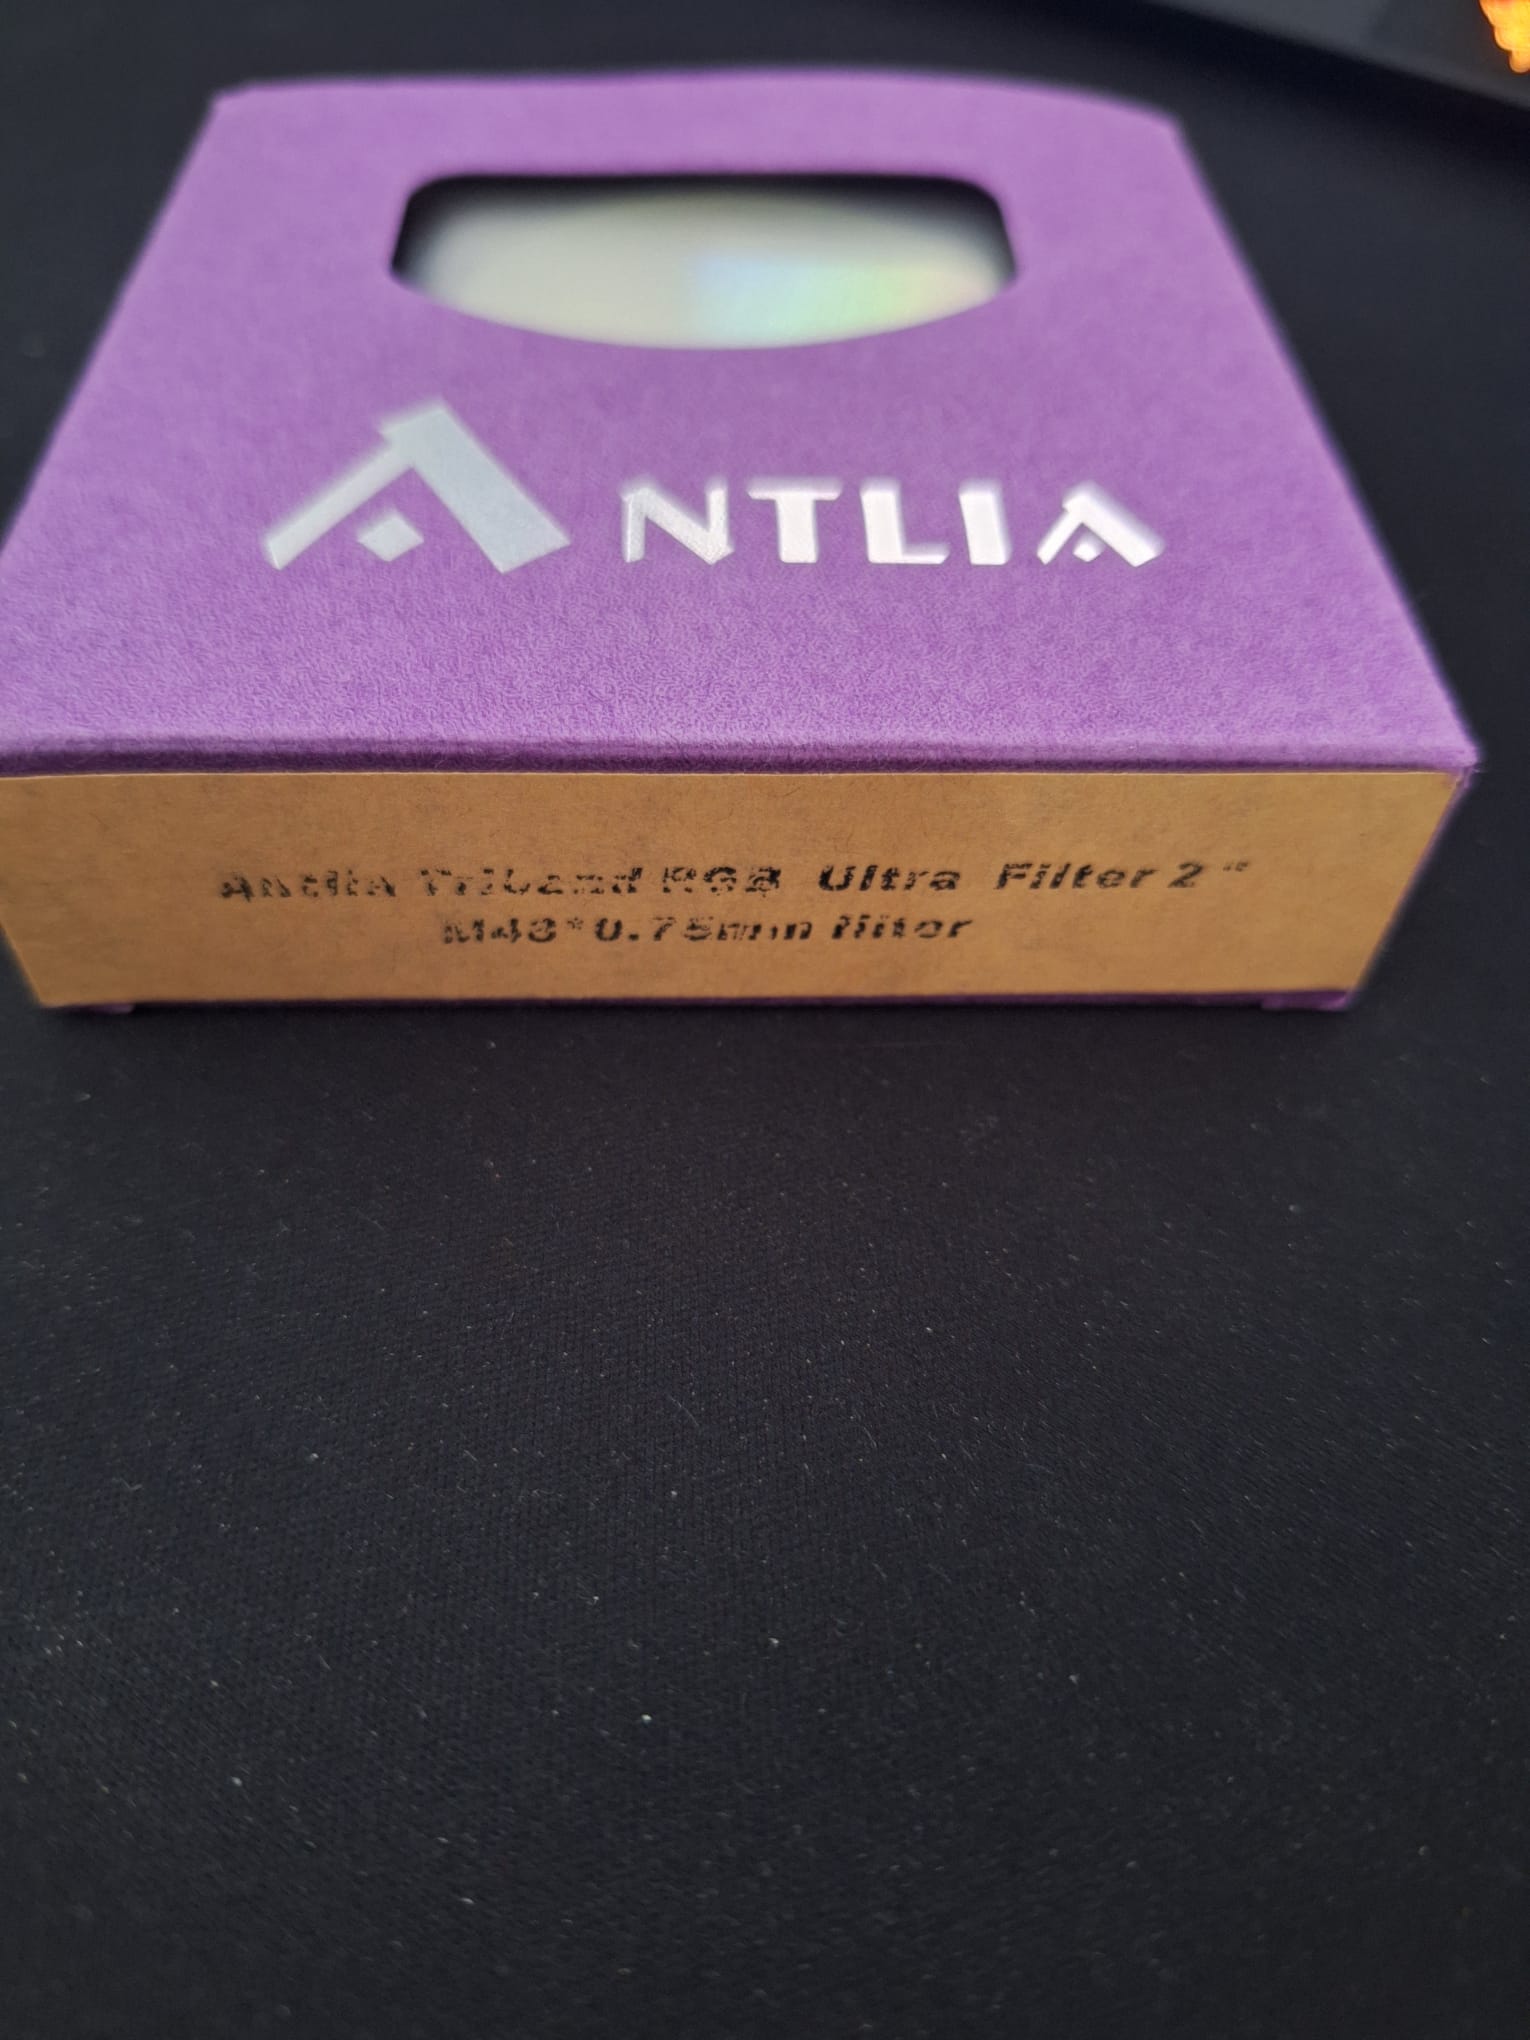 ANTLIA
Antlia Triband RGB Ultra Filter 2"
M48*0.75mm filter